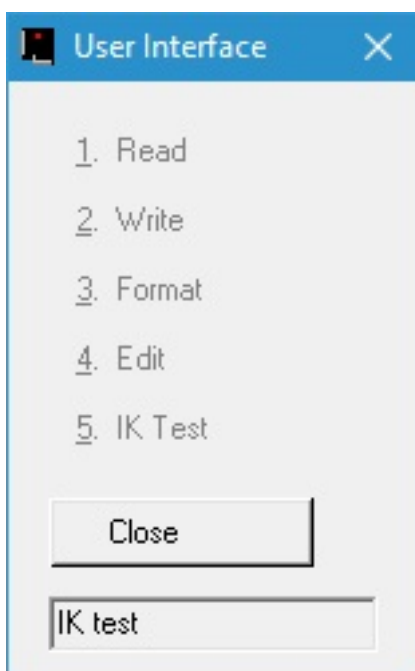 User Interface
1. Read
2. Write
3. Format
4. Edit
5. IK Test
Close
IK test